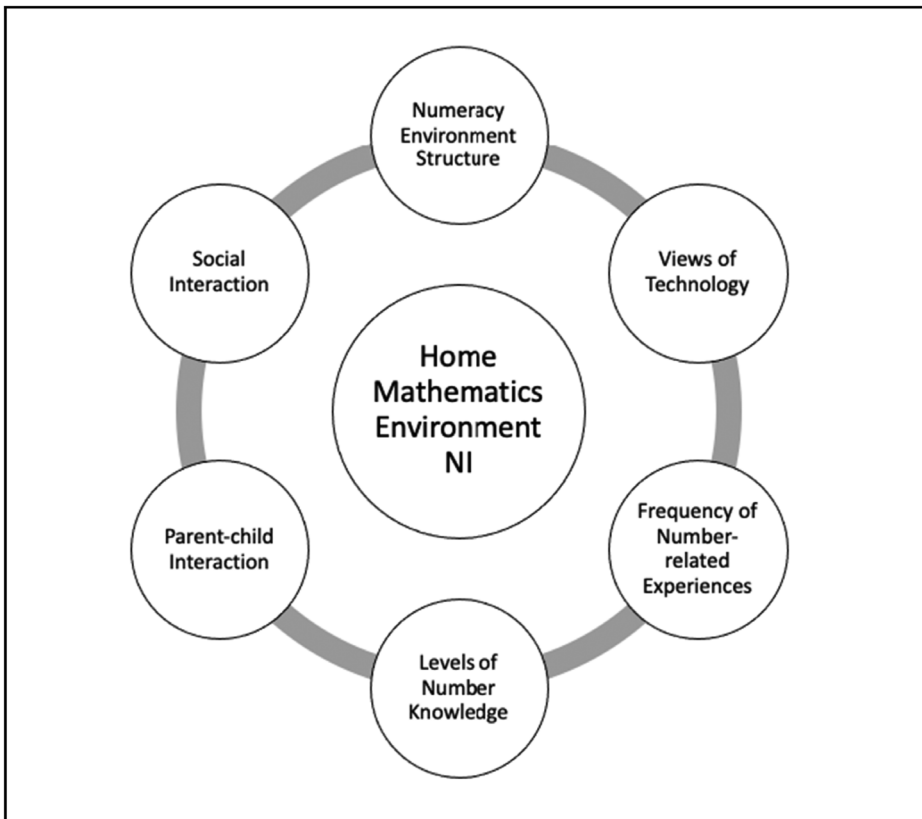 Numeracy
Environment
Structure
Social
Interaction
Views of
Technology
Home
Mathematics
Environment
NI
Parent-child
Interaction
Frequency of
Number-
related
Experiences
Levels of
Number
Knowledge